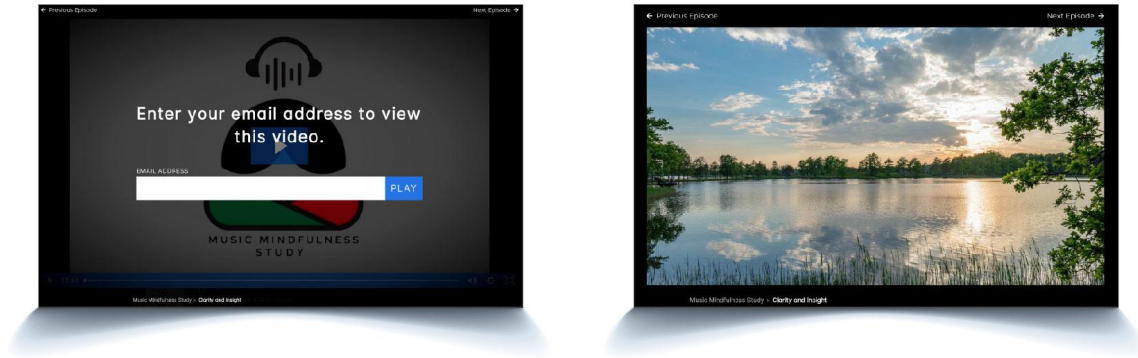 ← Previous Episode
Next Episode →
Enter your email address to view
this video.
EMAIL ADDRESS
PLAY
MUSIC MINDFULNESS
STUDY
Music Mindfulness Study > Clarity and Insight
← Previous Episode
Next Episode →
Music Mindfulness Study > Clarity and Insight